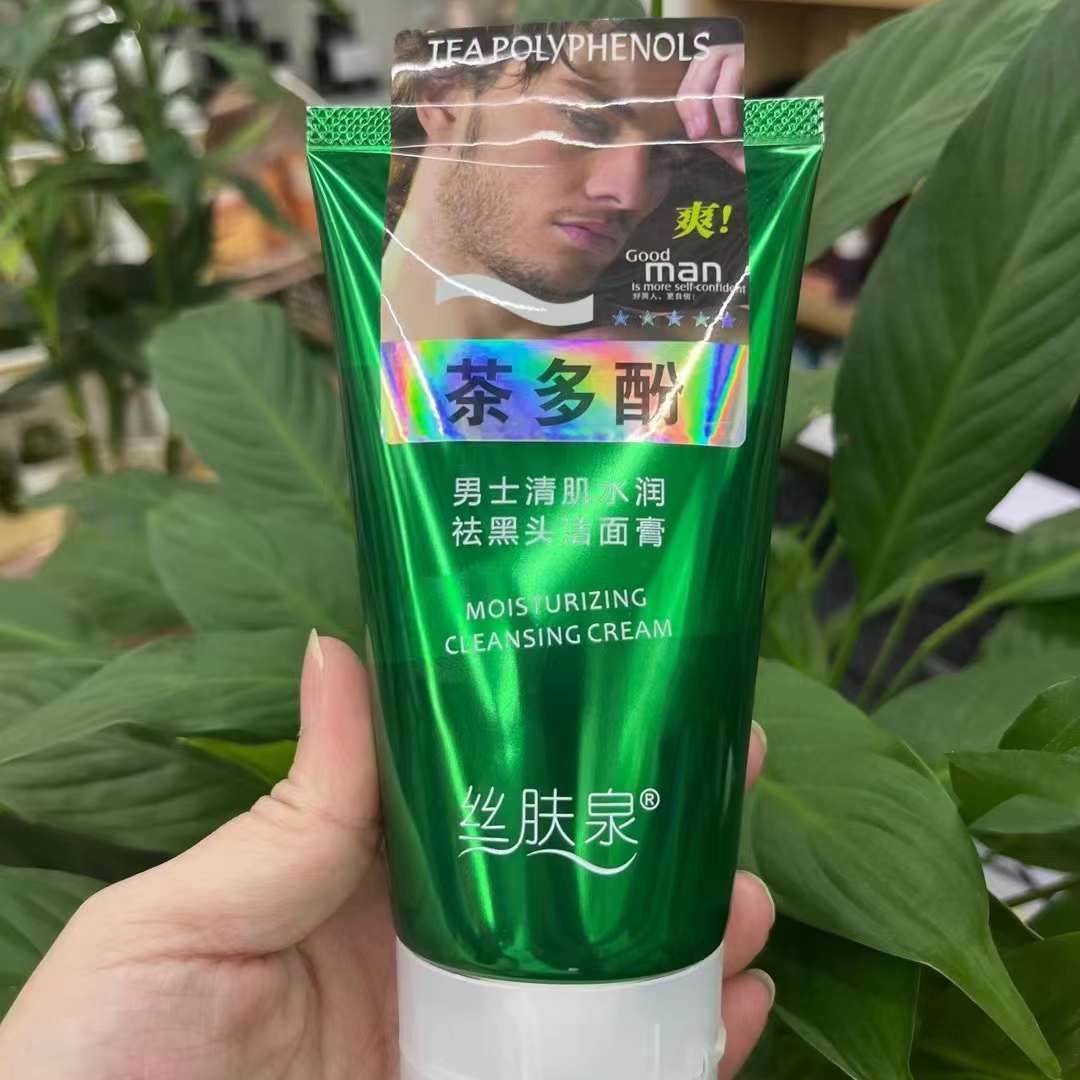 TEA POLYPHENOLS
爽!
Good
man
Is more self-confident
好男人，更自信！
茶多酚
男士清肌水润
祛黑头洁面膏
MOISTURIZING
CLEANSING CREAM
丝肤泉®